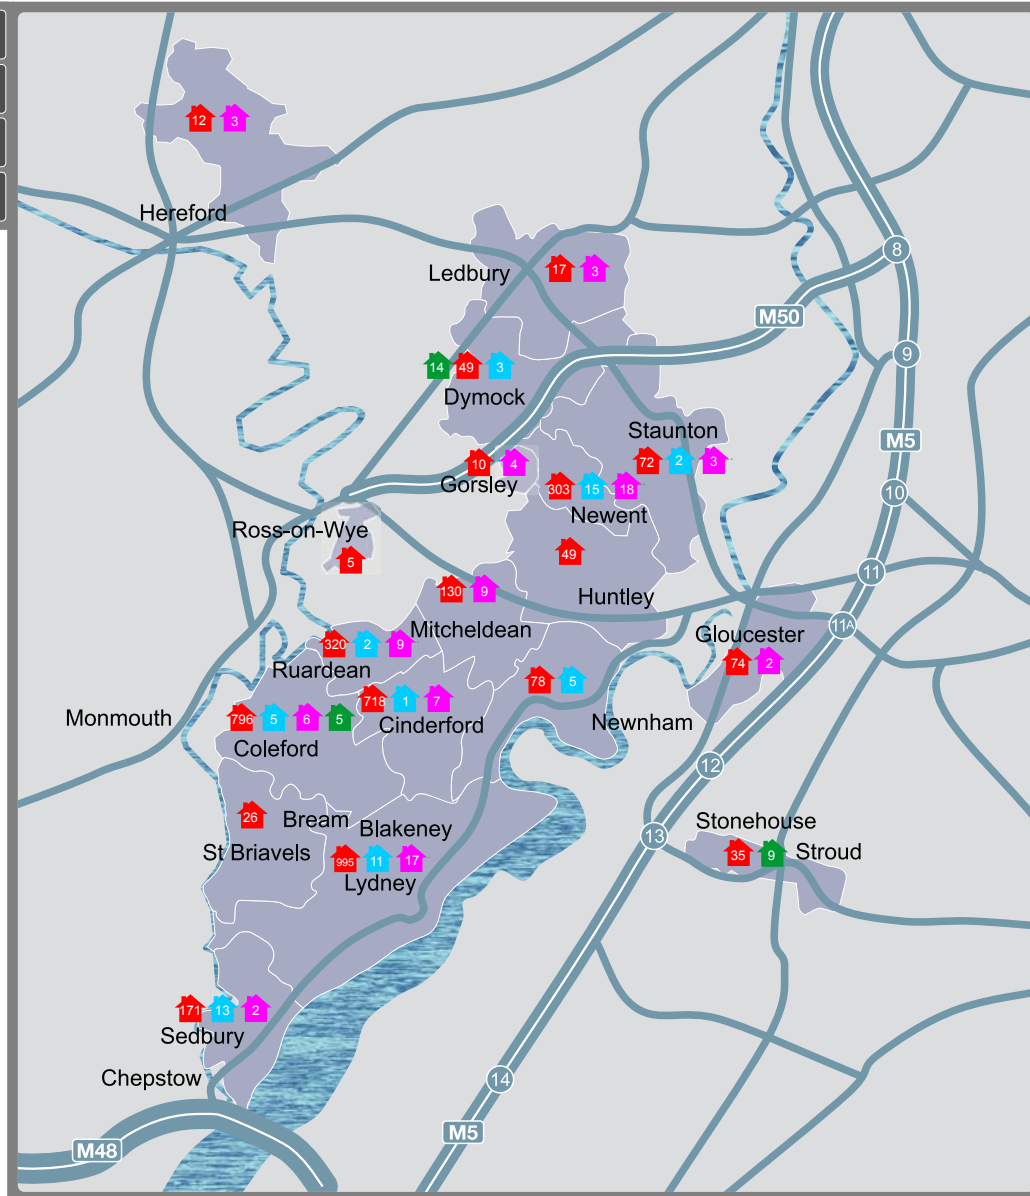 12 3
Hereford
8
Ledbury 17 3
M50
9
14 49 3
Dymock
Staunton
M5
72 2 3
10 4
Gorsley
303 15 18
10
Newent
Ross-on-Wye
49
5
11
130 9
Huntley
11A
Mitcheldean
Gloucester
320 2 9
74 2
Ruardean
78 5
718 1 7
Monmouth
796 5 6 5
Cinderford
Newnham
Coleford
12
26 Bream
Blakeney
Stonehouse
13
St Briavels
35 9 Stroud
995 11 17
Lydney
171 13 2
Sedbury
Chepstow
14
M5
M48